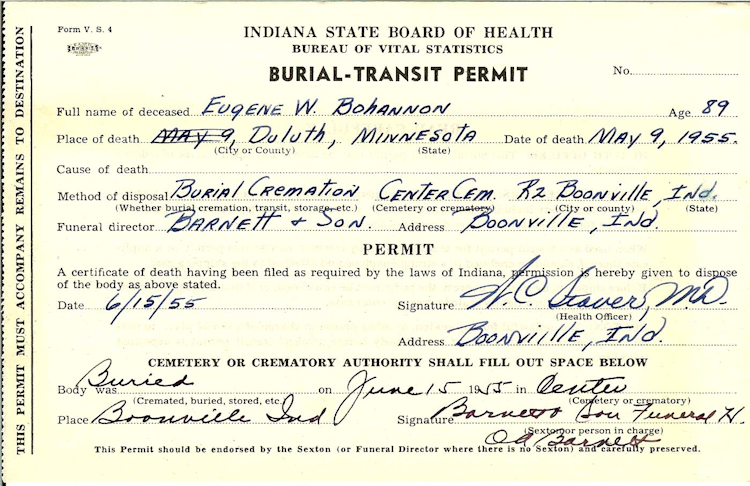 THIS PERMIT MUST ACCOMPANY REMAINS TO DESTINATION
Form V. S. 4
INDIANA STATE BOARD OF HEALTH
BUREAU OF VITAL STATISTICS
BURIAL-TRANSIT PERMIT No.
Full name of deceased EUGENE W. BOHANNON Age 89
Place of death MAY 9, DULUTH, MINNESOTA Date of death MAY 9, 1955.
(City or County) (State)
Cause of death
Method of disposal BURIAL CREMATION CENTER CEM. R2 BOONVILLE, IND.
(Whether burial cremation, transit, storage, etc.) (Cemetery or crematory) (City or county) (State)
Funeral director BARNETT & SON. Address BOONVILLE, IND.
PERMIT
A certificate of death having been filed as required by the laws of Indiana, permission is hereby given to dispose
of the body as above stated.
Date 6/15/55 Signature W.C. Stover, M.D.
(Health Officer)
Address BOONVILLE, IND.
CEMETERY OR CREMATORY AUTHORITY SHALL FILL OUT SPACE BELOW
Body was Buried on June 15 1955 in Center
(Cremated, buried, stored, etc.) (Cemetery or crematory)
Place Boonville Ind Signature Barnett Son Funeral H.
(Sexton or person in charge)
Barnett
This Permit should be endorsed by the Sexton (or Funeral Director where there is no Sexton) and carefully preserved.